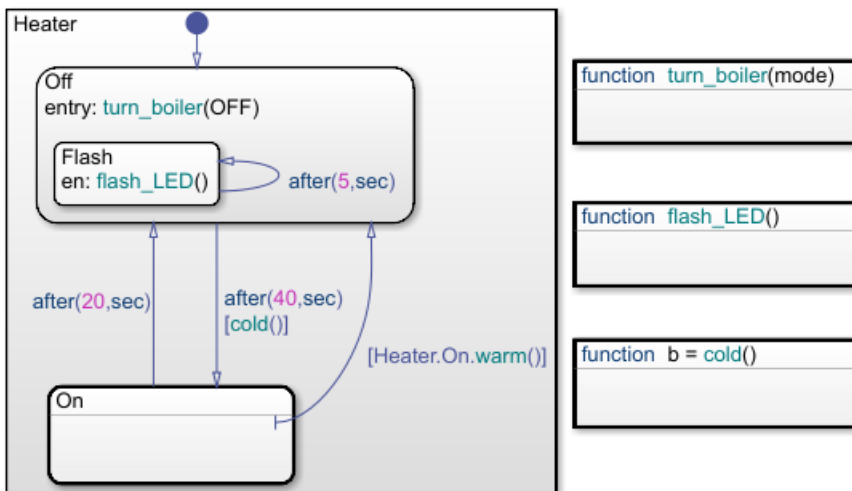 Heater
Off
entry: turn_boiler(OFF)
Flash
en: flash_LED()
after(5,sec)
after(20,sec)
after(40,sec)
[cold()]
[Heater.On.warm()]
On
function turn_boiler(mode)
function flash_LED()
function b = cold()